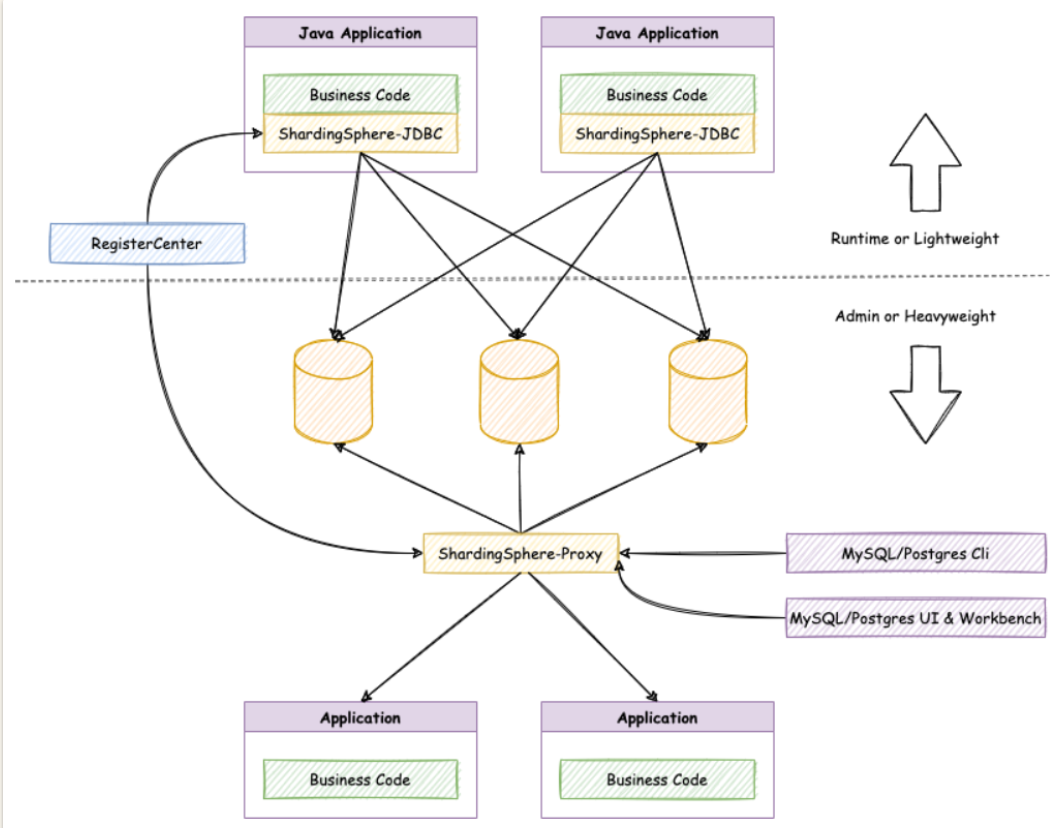 Java Application
Java Application
Business Code
Business Code
ShardingSphere-JDBC
ShardingSphere-JDBC
RegisterCenter
Runtime or Lightweight
Admin or Heavyweight
ShardingSphere-Proxy
MySQL/Postgres Cli
MySQL/Postgres UI & Workbench
Application
Application
Business Code
Business Code